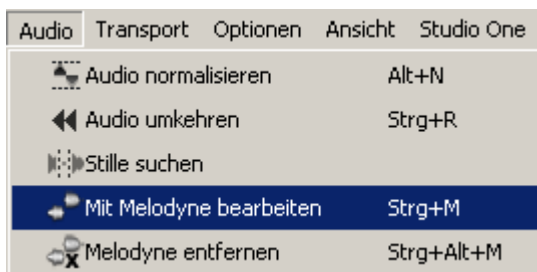 Audio Transport Optionen Ansicht Studio One
Audio normalisieren Alt+N
Audio umkehren Strg+R
Stille suchen
Mit Melodyne bearbeiten Strg+M
Melodyne entfernen Strg+Alt+M